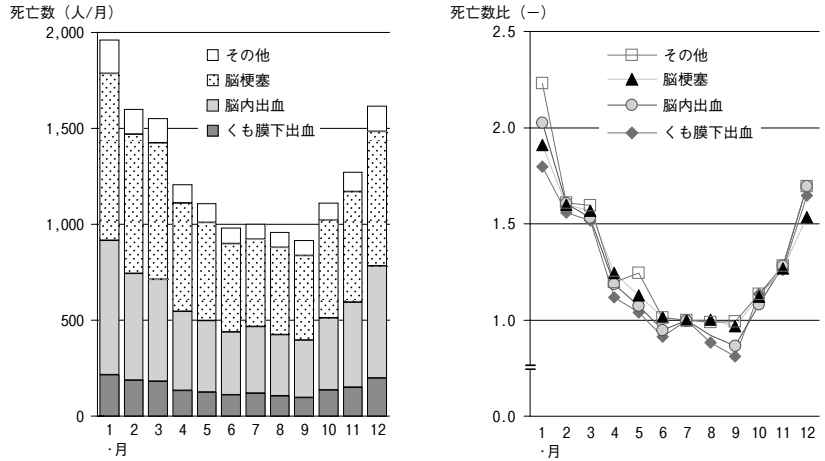 死亡数（人/月）
2,000
1,500
1,000
500
0
その他
脳梗塞
脳内出血
くも膜下出血
1 2 3 4 5 6 7 8 9 10 11 12
・月
死亡数比（－）
2.5
2.0
1.5
1.0
0.0
その他
脳梗塞
脳内出血
くも膜下出血
1 2 3 4 5 6 7 8 9 10 11 12
・月